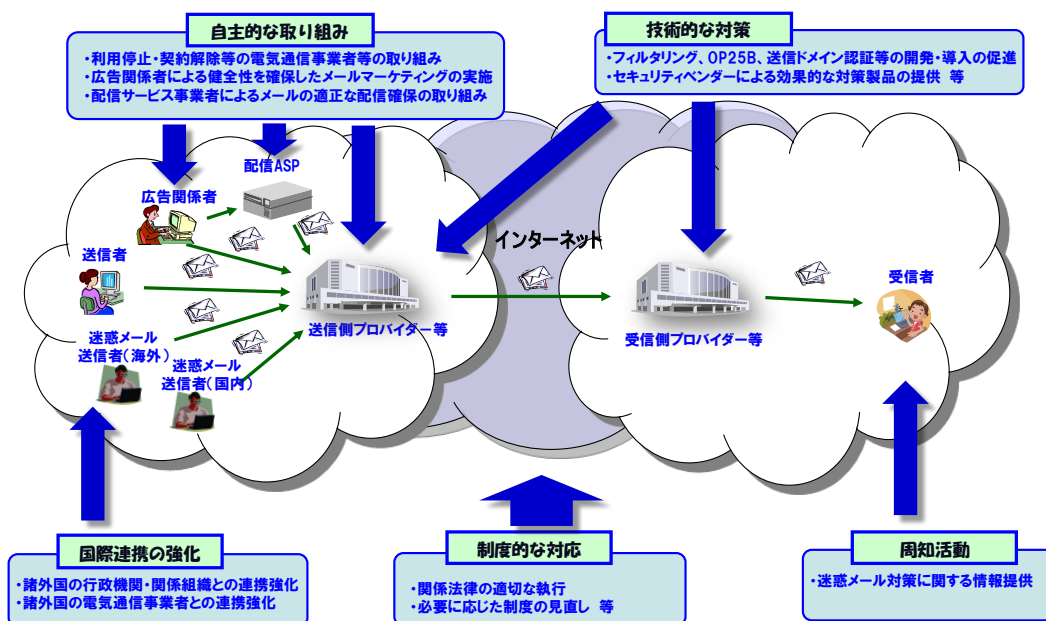 自主的な取り組み
・利用停止・契約解除等の電気通信事業者等の取り組み
・広告関係者による健全性を確保したメールマーケティングの実施
・配信サービス事業者によるメールの適正な配信確保の取り組み
技術的な対策
・フィルタリング、OP25B、送信ドメイン認証等の開発・導入の促進
・セキュリティベンダーによる効果的な対策製品の提供 等
配信ASP
広告関係者
送信者
インターネット
受信者
送信側プロバイダー等
受信側プロバイダー等
迷惑メール
送信者(海外)
迷惑メール
送信者(国内)
国際連携の強化
・諸外国の行政機関・関係組織との連携強化
・諸外国の電気通信事業者との連携強化
制度的な対応
・関係法律の適切な執行
・必要に応じた制度の見直し 等
周知活動
・迷惑メール対策に関する情報提供